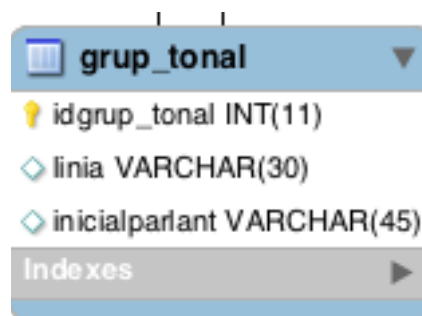 grup_tonal
idgrup_tonal INT(11)
linia VARCHAR(30)
inicialparlant VARCHAR(45)
Indexes